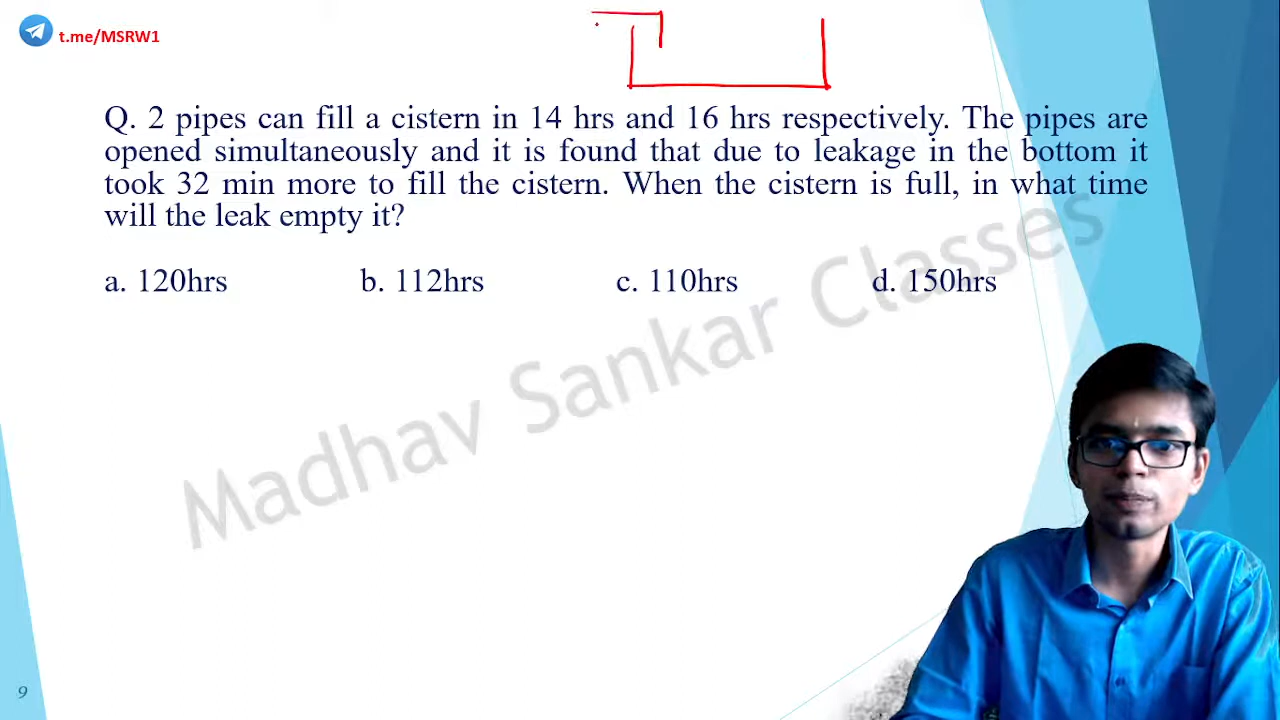 t.me/MSRW1
Q. 2 pipes can fill a cistern in 14 hrs and 16 hrs respectively. The pipes are
opened simultaneously and it is found that due to leakage in the bottom it
took 32 min more to fill the cistern. When the cistern is full, in what time
will the leak empty it?
a. 120hrs b. 112hrs c. 110hrs d. 150hrs
Madhav Sankar Classes
9